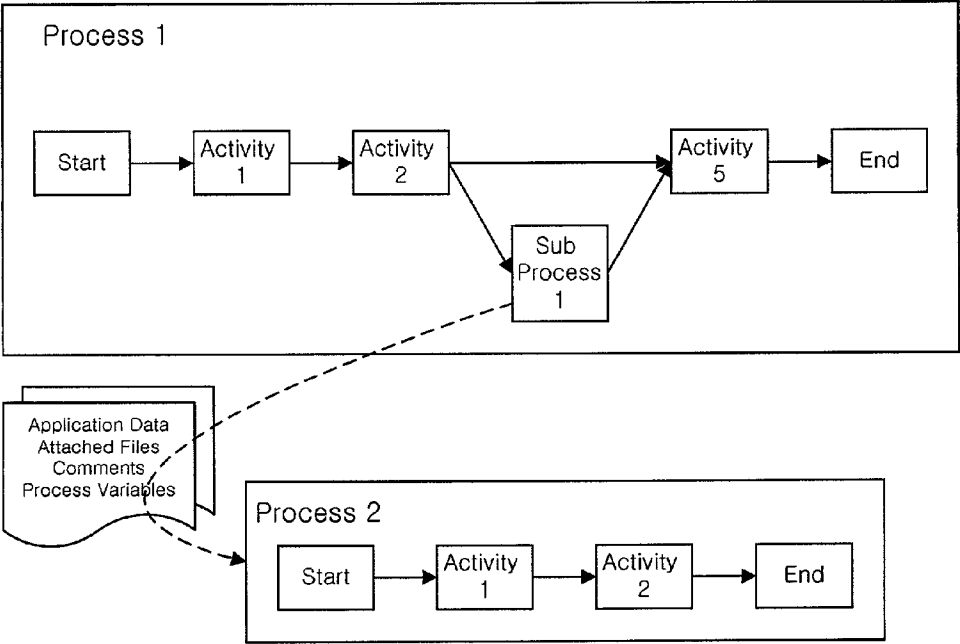 Process 1
Start
Activity
1
Activity
2
Activity
5
End
Sub
Process
1
Application Data
Attached Files
Comments
Process Variables
Process 2
Start
Activity
1
Activity
2
End